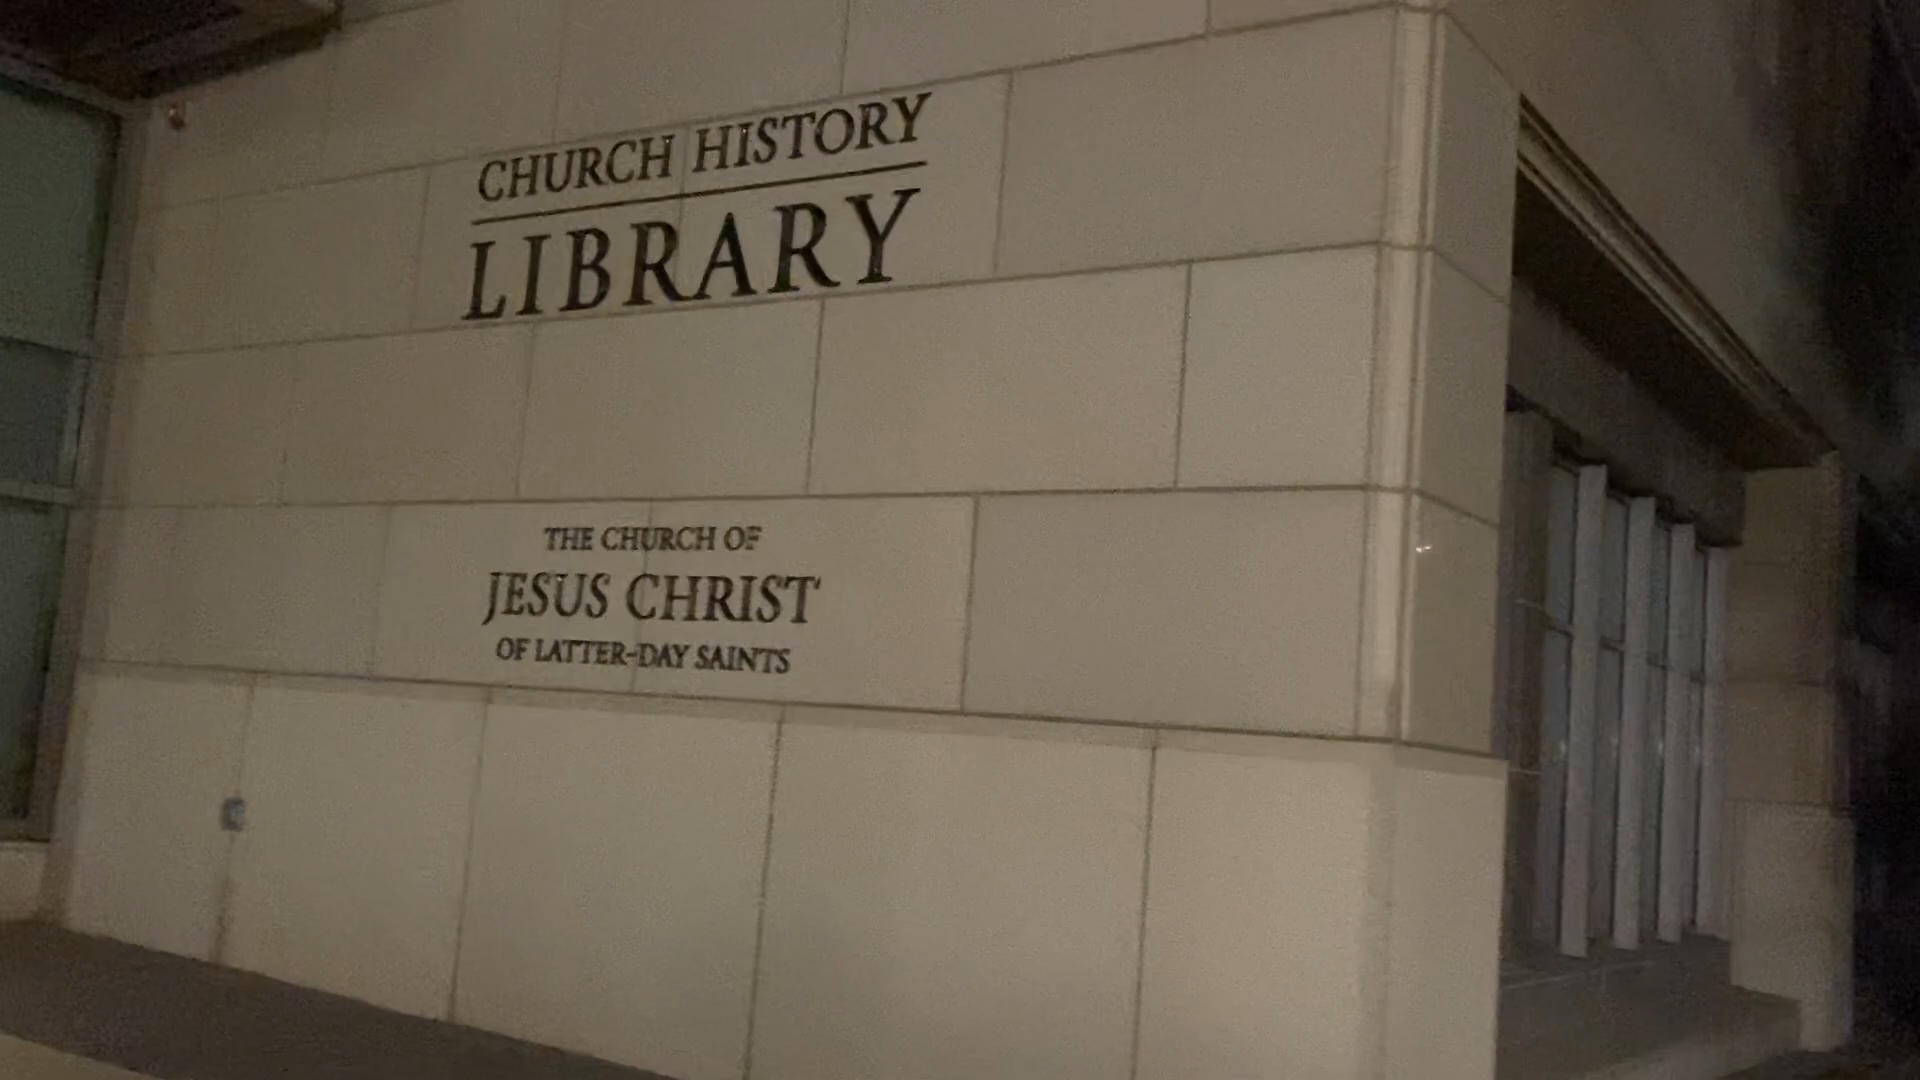 CHURCH HISTORY
LIBRARY
THE CHURCH OF
JESUS CHRIST
OF LATTER-DAY SAINTS